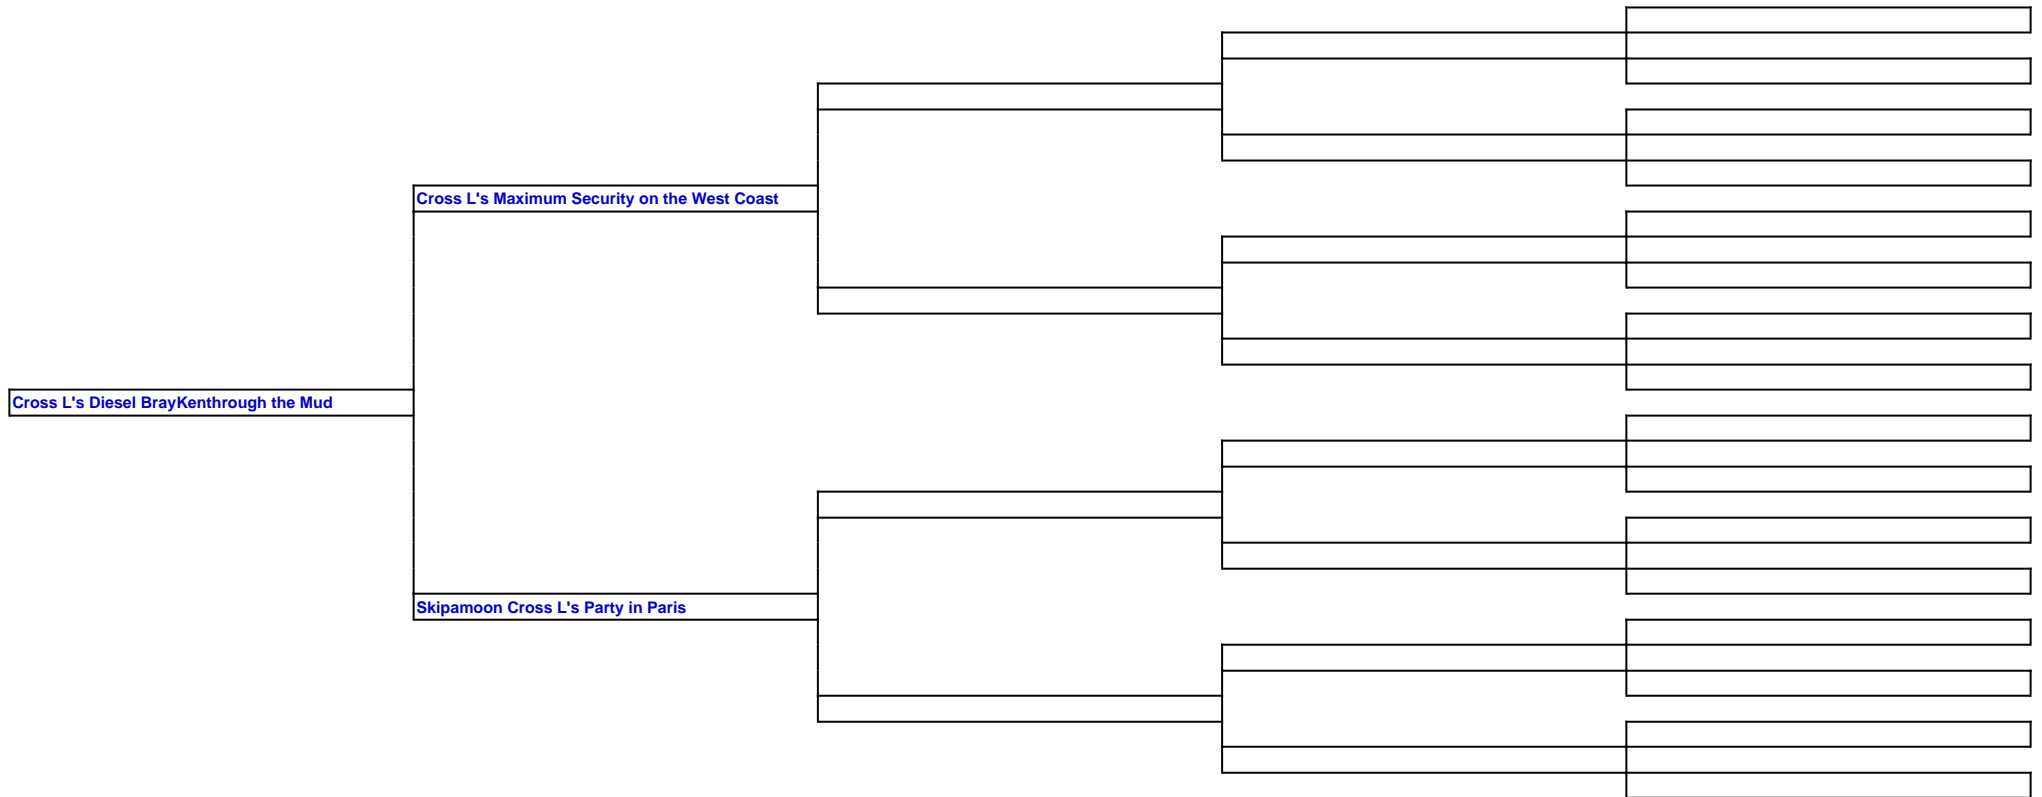 Cross L's Maximum Security on the West Coast
Cross L's Diesel BrayKenthrough the Mud
Skipamoon Cross L's Party in Paris